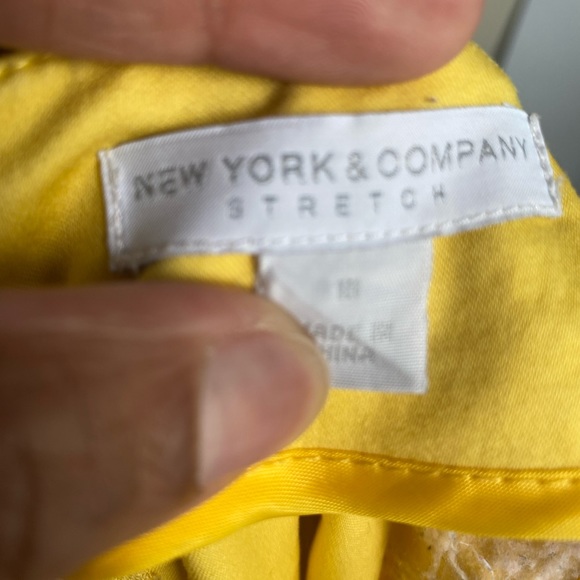 NEW YORK & COMPANY
STRETCH
MADE IN
CHINA